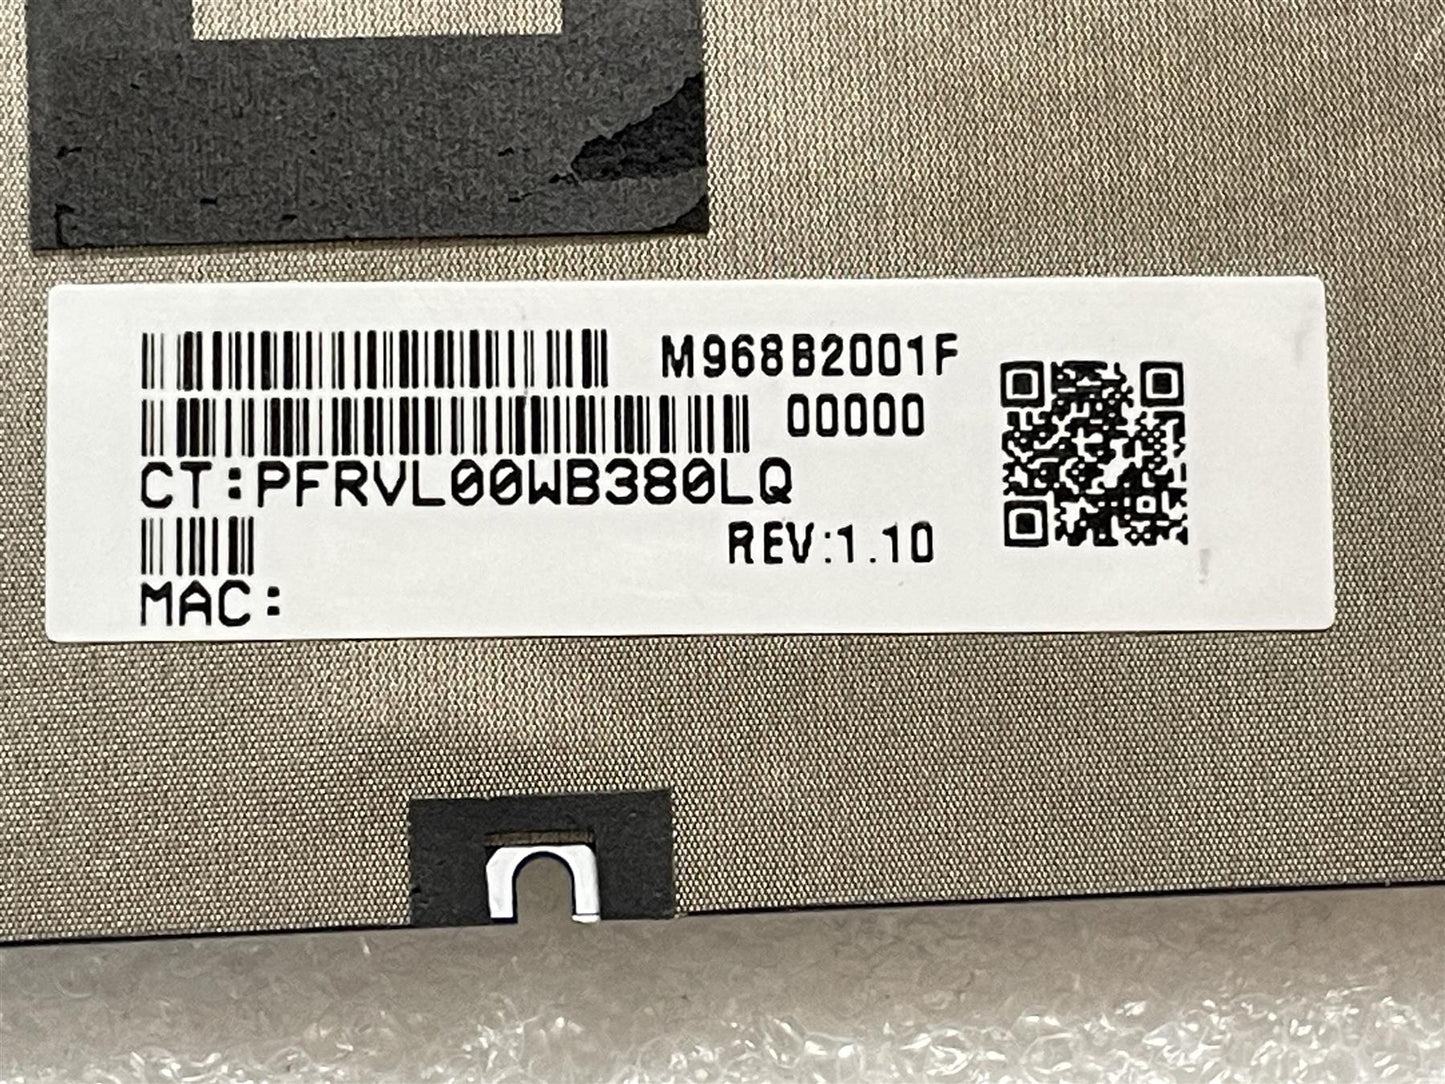 M968B2001F
00000
CT:PFRVL00WB380LQ
REV:1.10
MAC: